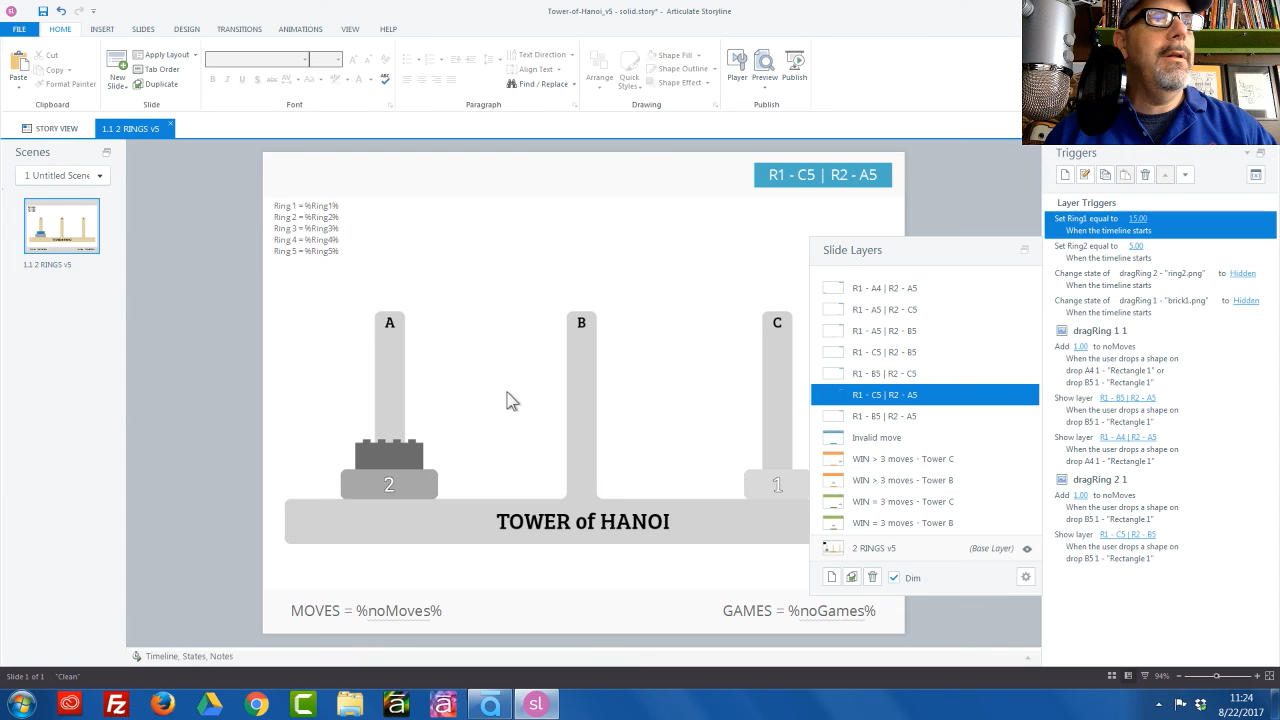 Tower-of-Hanoi_v5 - solid.story* - Articulate Storyline
FILE
HOME
INSERT
SLIDES
DESIGN
TRANSITIONS
ANIMATIONS
VIEW
HELP
Paste
Cut
Copy
Format Painter
Clipboard
New Slide
Apply Layout
Tab Order
Duplicate
Slide
Font
Text Direction
Align Text
Find / Replace
Paragraph
Arrange
Quick Styles
Shape Fill
Shape Outline
Shape Effect
Drawing
Player
Preview
Publish
Publish
STORY VIEW
1.1 2 RINGS v5
Scenes
1 Untitled Scene
1.1 2 RINGS v5
R1 - C5 | R2 - A5
Ring 1 = %Ring1%
Ring 2 = %Ring2%
Ring 3 = %Ring3%
Ring 4 = %Ring4%
Ring 5 = %Ring5%
A
B
C
2
1
TOWER of HANOI
MOVES = %noMoves%
GAMES = %noGames%
Slide Layers
R1 - A4 | R2 - A5
R1 - A5 | R2 - C5
R1 - A5 | R2 - B5
R1 - C5 | R2 - B5
R1 - B5 | R2 - C5
R1 - C5 | R2 - A5
R1 - B5 | R2 - A5
Invalid move
WIN > 3 moves - Tower C
WIN > 3 moves - Tower B
WIN = 3 moves - Tower C
WIN = 3 moves - Tower B
2 RINGS v5 (Base Layer)
Dim
Triggers
Layer Triggers
Set Ring1 equal to 15.00
When the timeline starts
Set Ring2 equal to 5.00
When the timeline starts
Change state of dragRing 2 - "ring2.png" to Hidden
When the timeline starts
Change state of dragRing 1 - "brick1.png" to Hidden
When the timeline starts
dragRing 1 1
Add 1.00 to noMoves
When the user drops a shape on
drop A4 1 - "Rectangle 1" or
drop B5 1 - "Rectangle 1"
Show layer R1 - B5 | R2 - A5
When the user drops a shape on
drop B5 1 - "Rectangle 1"
Show layer R1 - A4 | R2 - A5
When the user drops a shape on
drop A4 1 - "Rectangle 1"
dragRing 2 1
Add 1.00 to noMoves
When the user drops a shape on
drop B5 1 - "Rectangle 1"
Show layer R1 - C5 | R2 - B5
When the user drops a shape on
drop B5 1 - "Rectangle 1"
Timeline, States, Notes
Slide 1 of 1
"Clean"
94%
11:24
8/22/2017